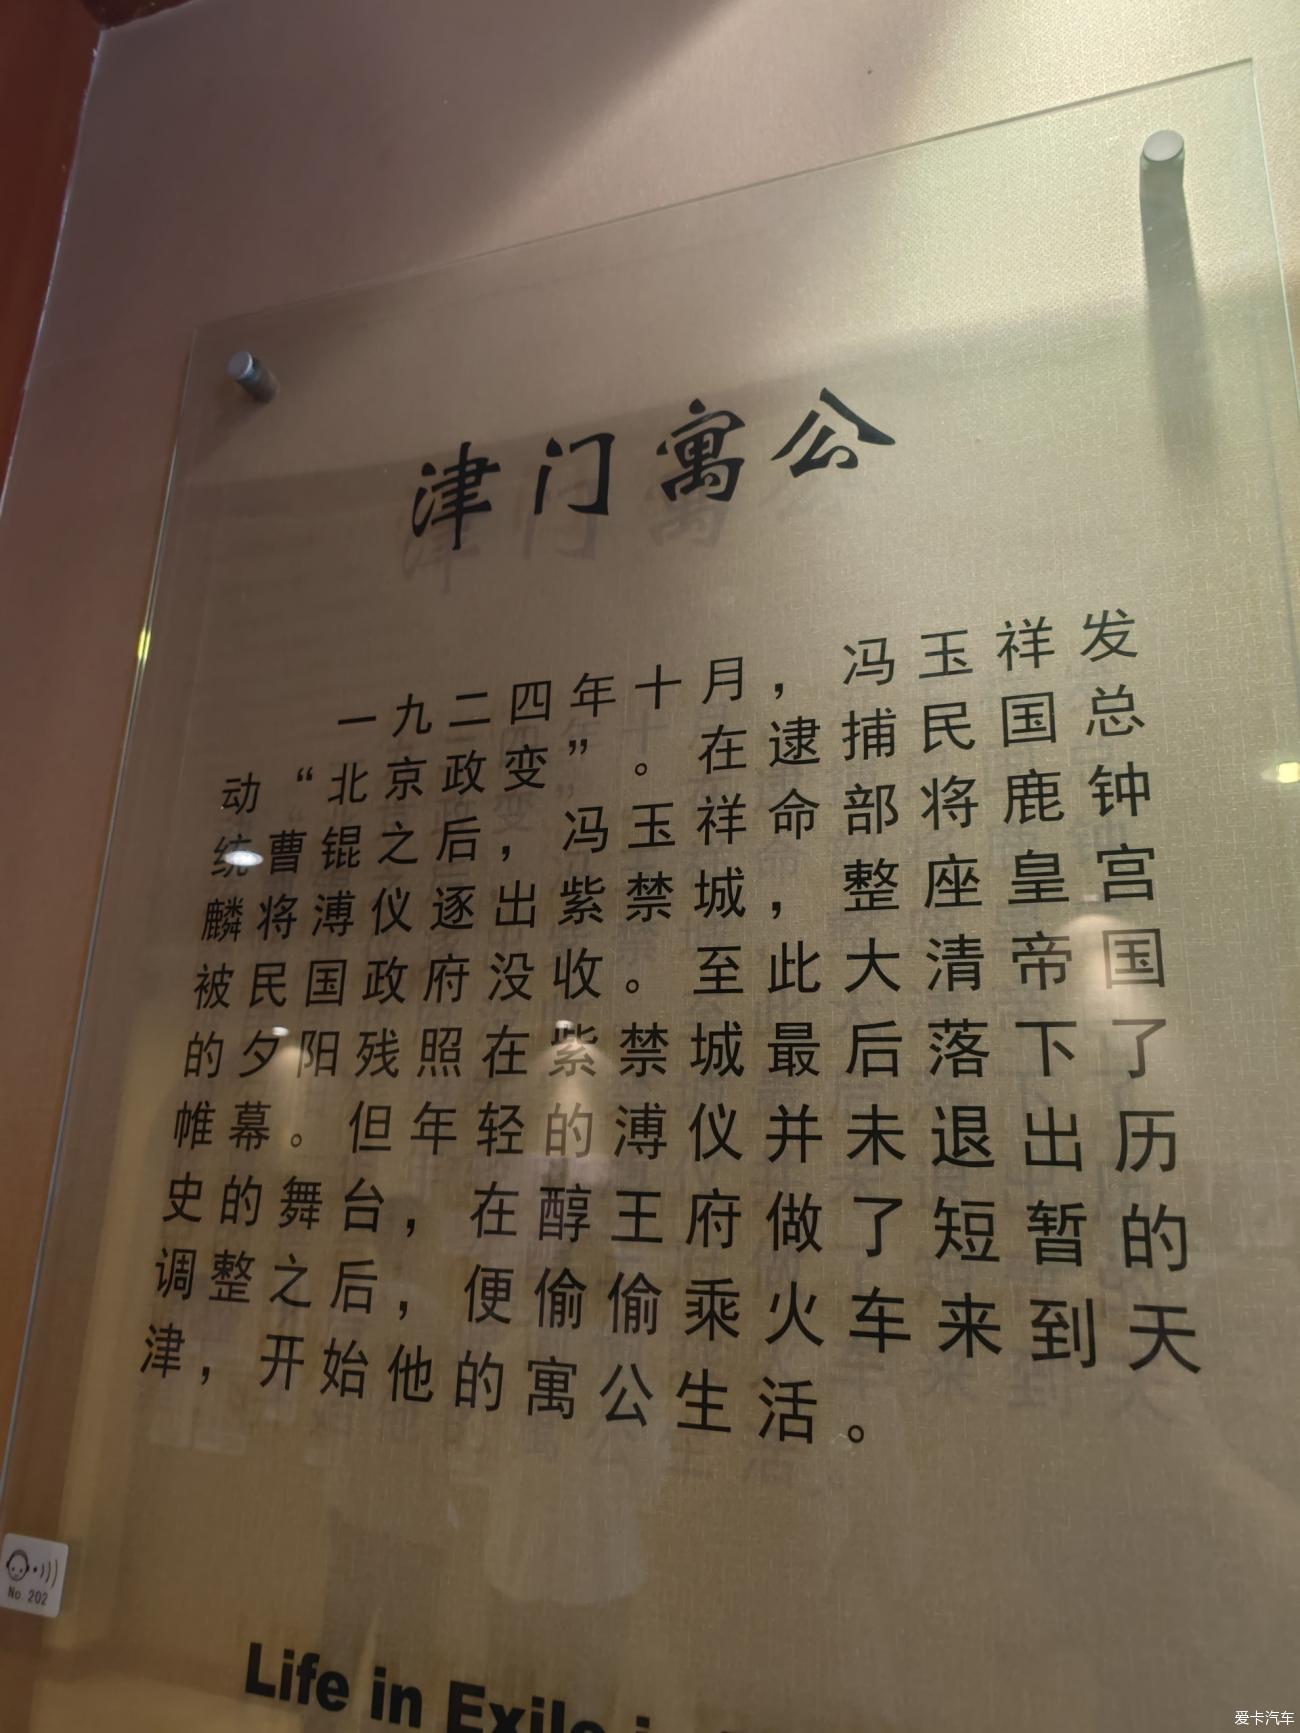 津门寓公
一九二四年十月，冯玉祥发
动“北京政变”。在逮捕民国总
统曹锟之后，冯玉祥命部将鹿钟
麟将溥仪逐出紫禁城，整座皇宫
被民国政府没收。至此大清帝国
的夕阳残照在紫禁城最后落下了
帷幕。但年轻的溥仪并未退出历
史的舞台，在醇王府做了短暂的
调整之后，便偷偷乘火车来到天
津，开始他的寓公生活。
No. 202
Life in Exile
爱卡汽车